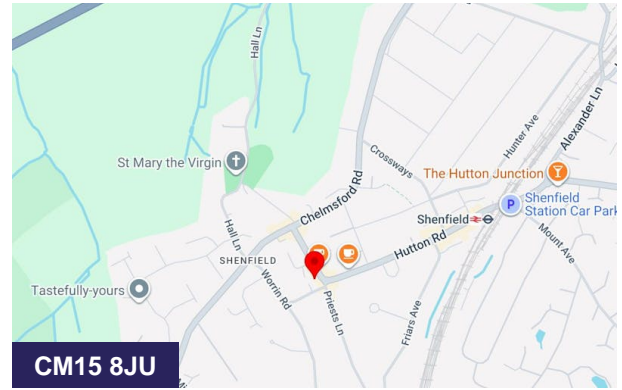 Hall Ln
St Mary the Virgin
Chelmsford Rd
Crossways
Hunter Ave
Alexander Ln
The Hutton Junction
Shenfield
P
Shenfield
Station Car Park
Mount Ave
Hutton Rd
Hall Ln
SHENFIELD
Worrin Rd
Priests Ln
Friars Ave
Tastefully-yours
CM15 8JU